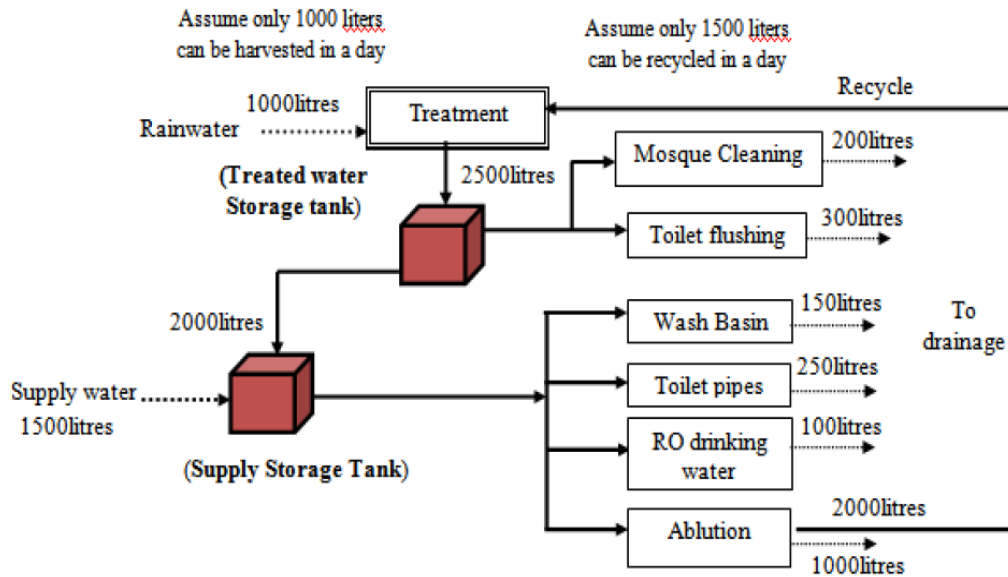 Assume only 1000 liters
can be harvested in a day
Assume only 1500 liters
can be recycled in a day
Recycle
1000litres
Rainwater
Treatment
(Treated water
Storage tank)
2500litres
Mosque Cleaning
200litres
Toilet flushing
300litres
2000litres
Wash Basin
150litres
To
drainage
Supply water
1500litres
Toilet pipes
250litres
(Supply Storage Tank)
RO drinking
water
100litres
Ablution
2000litres
1000litres